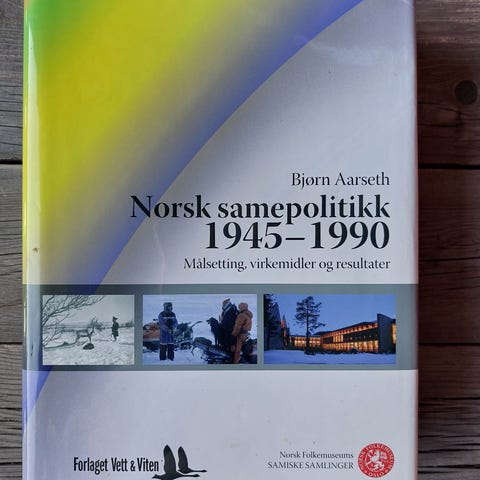 Bjørn Aarseth
Norsk samepolitikk
1945–1990
Målsetting, virkemidler og resultater
Forlaget Vett & Viten
Norsk Folkemuseums
SAMISKE SAMLINGER